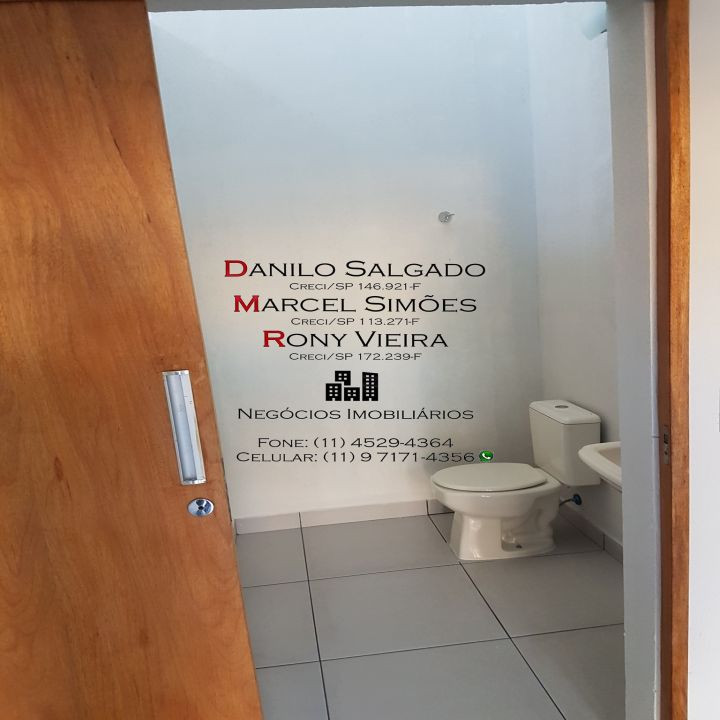 Danilo Salgado
Creci/SP 146.921-F
Marcel Simões
Creci/SP 113.271-F
Rony Vieira
Creci/SP 172.239-F
Negócios Imobiliários
Fone: (11) 4529-4364
Celular: (11) 9 7171-4356